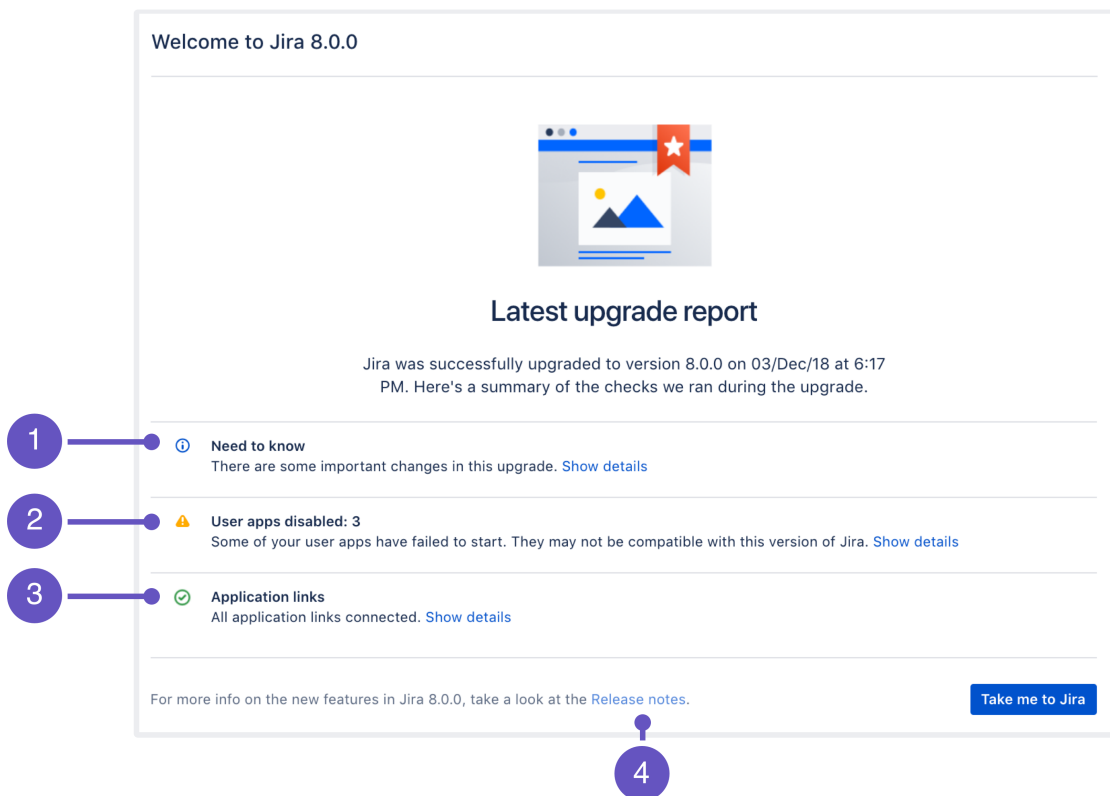 Welcome to Jira 8.0.0
Latest upgrade report
Jira was successfully upgraded to version 8.0.0 on 03/Dec/18 at 6:17
PM. Here's a summary of the checks we ran during the upgrade.
1
Need to know
There are some important changes in this upgrade. Show details
2
User apps disabled: 3
Some of your user apps have failed to start. They may not be compatible with this version of Jira. Show details
3
Application links
All application links connected. Show details
For more info on the new features in Jira 8.0.0, take a look at the Release notes.
Take me to Jira
4